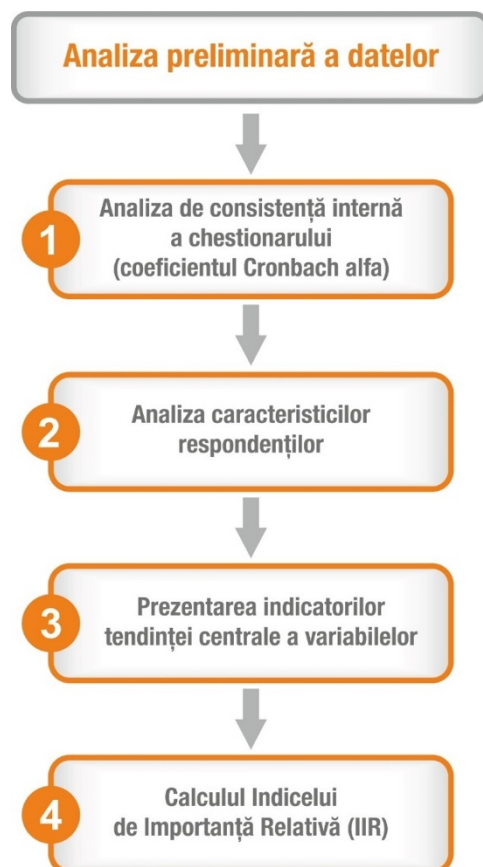 Analiza preliminară a datelor
1
Analiza de consistență internă
a chestionarului
(coeficientul Cronbach alfa)
2
Analiza caracteristicilor
respondenților
3
Prezentarea indicatorilor
tendinței centrale a variabilelor
4
Calculul Indicelui
de Importanță Relativă (IIR)